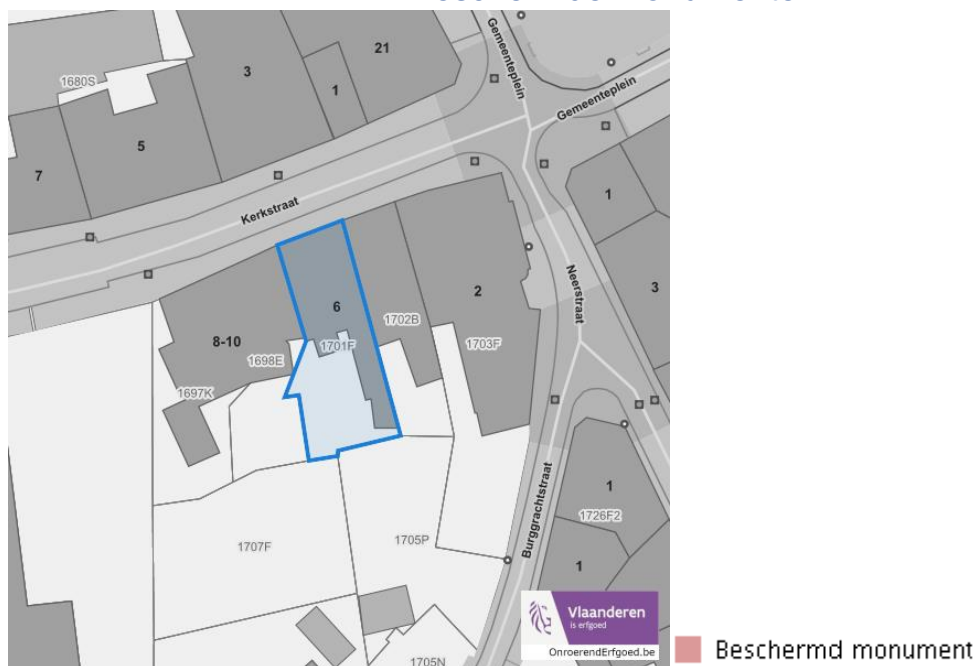 Gemeenteplein
21
3
1680S
1
Gemeenteplein
5
7
1
Kerkstraat
Neerstraat
3
2
6
1702B
8-10
1701F
1703F
1698E
1697K
1
1726F2
Burggrachtstraat
1707F
1705P
1
Vlaanderen
is erfgoed
OnroerendErfgoed.be
Beschermd monument
1705N